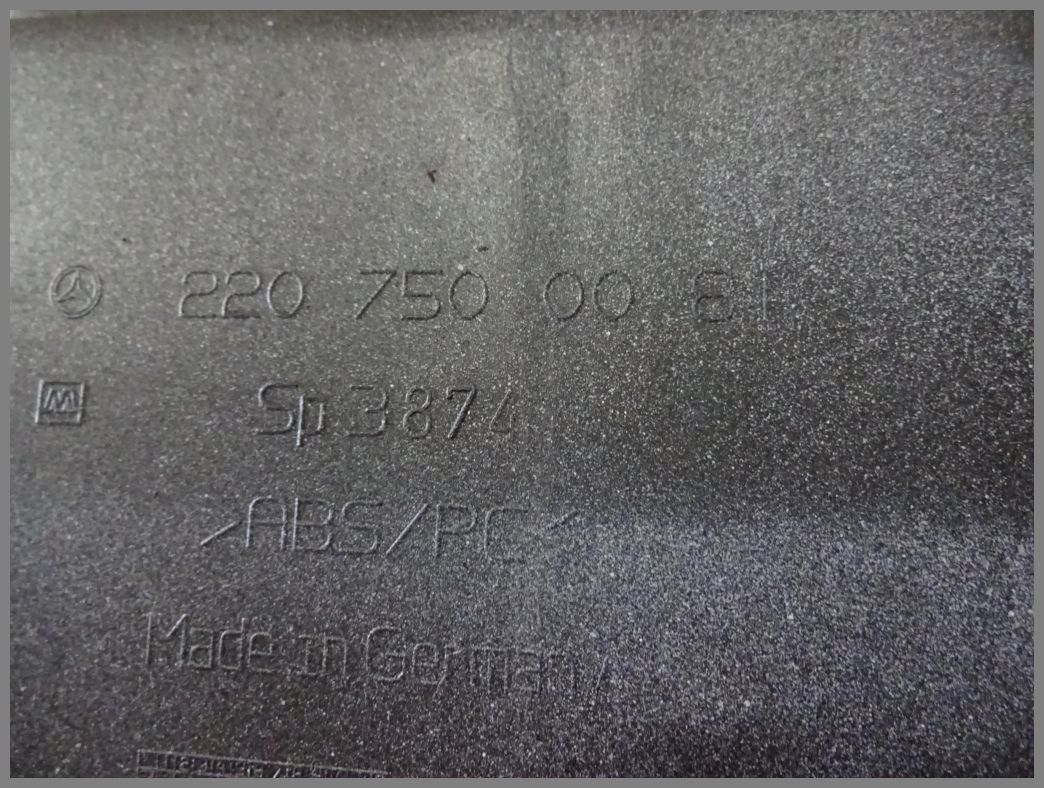 220 750 00 81
Sp 3874
>ABS/PC<
Made in Germany